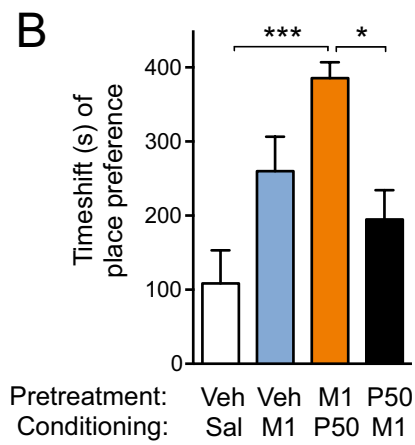 B
*** *
Timeshift (s) of
place preference
400
300
200
100
0
Pretreatment: Veh Veh M1 P50
Conditioning: Sal M1 P50 M1